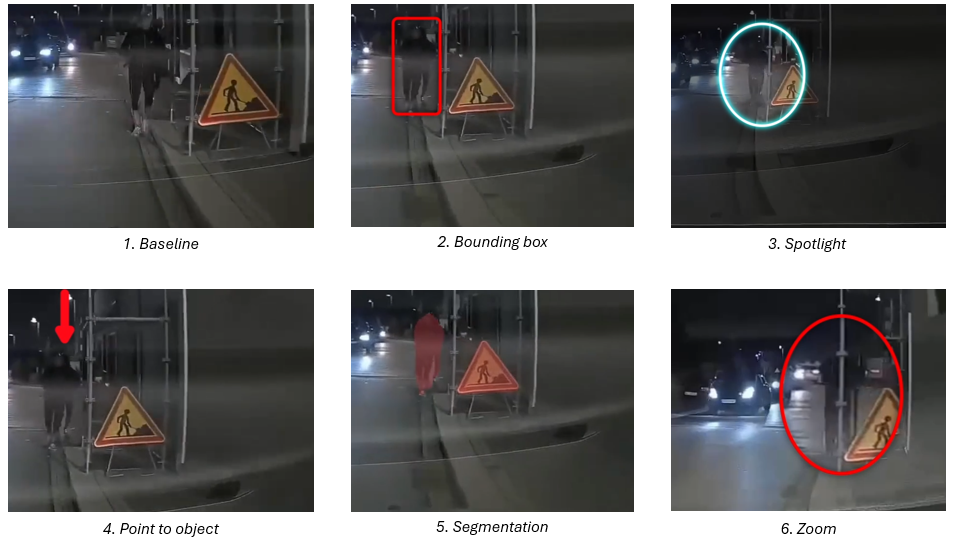 1. Baseline
2. Bounding box
3. Spotlight
4. Point to object
5. Segmentation
6. Zoom